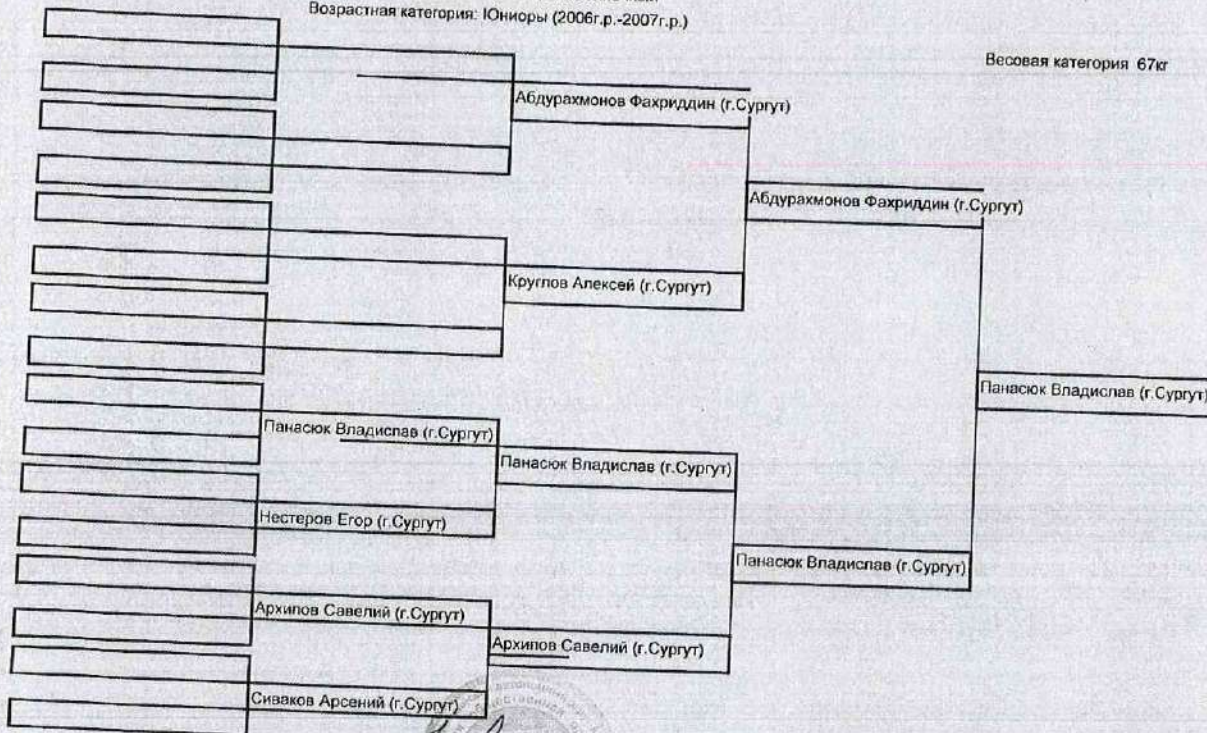 Возрастная категория: Юниоры (2006г.р.-2007г.р.)
Весовая категория 67кг
Абдурахмонов Фахриддин (г.Сургут)
Абдурахмонов Фахриддин (г.Сургут)
Круглов Алексей (г.Сургут)
Панасюк Владислав (г.Сургут)
Панасюк Владислав (г.Сургут)
Панасюк Владислав (г.Сургут)
Нестеров Егор (г.Сургут)
Панасюк Владислав (г.Сургут)
Архипов Савелий (г.Сургут)
Архипов Савелий (г.Сургут)
Сиваков Арсений (г.Сургут)